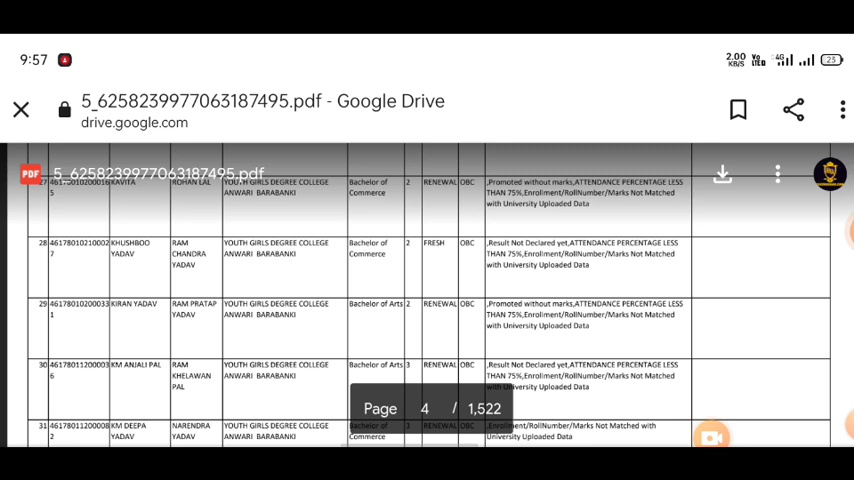 9:57 2.00 KB/S Vo LTE 4G 23
5_6258239977063187495.pdf - Google Drive
drive.google.com
PDF 5_6258239977063187495.pdf
27 46178010200016 KAVITA ROHAN LAL YOUTH GIRLS DEGREE COLLEGE Bachelor of 2 RENEWAL OBC ,Promoted without marks,ATTENDANCE PERCENTAGE LESS
5 ANWARI BARABANKI Commerce THAN 75%,Enrollment/RollNumber/Marks Not Matched
with University Uploaded Data
28 46178010210002 KHUSHBOO RAM YOUTH GIRLS DEGREE COLLEGE Bachelor of 2 FRESH OBC ,Result Not Declared yet,ATTENDANCE PERCENTAGE LESS
7 YADAV CHANDRA ANWARI BARABANKI Commerce THAN 75%,Enrollment/RollNumber/Marks Not Matched
YADAV with University Uploaded Data
29 46178010200033 KIRAN YADAV RAM PRATAP YOUTH GIRLS DEGREE COLLEGE Bachelor of Arts 2 RENEWAL OBC ,Promoted without marks,ATTENDANCE PERCENTAGE LESS
1 YADAV ANWARI BARABANKI THAN 75%,Enrollment/RollNumber/Marks Not Matched
with University Uploaded Data
30 46178011200003 KM ANJALI PAL RAM YOUTH GIRLS DEGREE COLLEGE Bachelor of Arts 3 RENEWAL OBC ,Result Not Declared yet,ATTENDANCE PERCENTAGE LESS
6 KHELAWAN ANWARI BARABANKI THAN 75%,Enrollment/RollNumber/Marks Not Matched
PAL with University Uploaded Data
Page 4 / 1,522
31 46178011200008 KM DEEPA NARENDRA YOUTH GIRLS DEGREE COLLEGE Bachelor of 3 RENEWAL OBC ,Enrollment/RollNumber/Marks Not Matched with
2 YADAV YADAV ANWARI BARABANKI Commerce University Uploaded Data